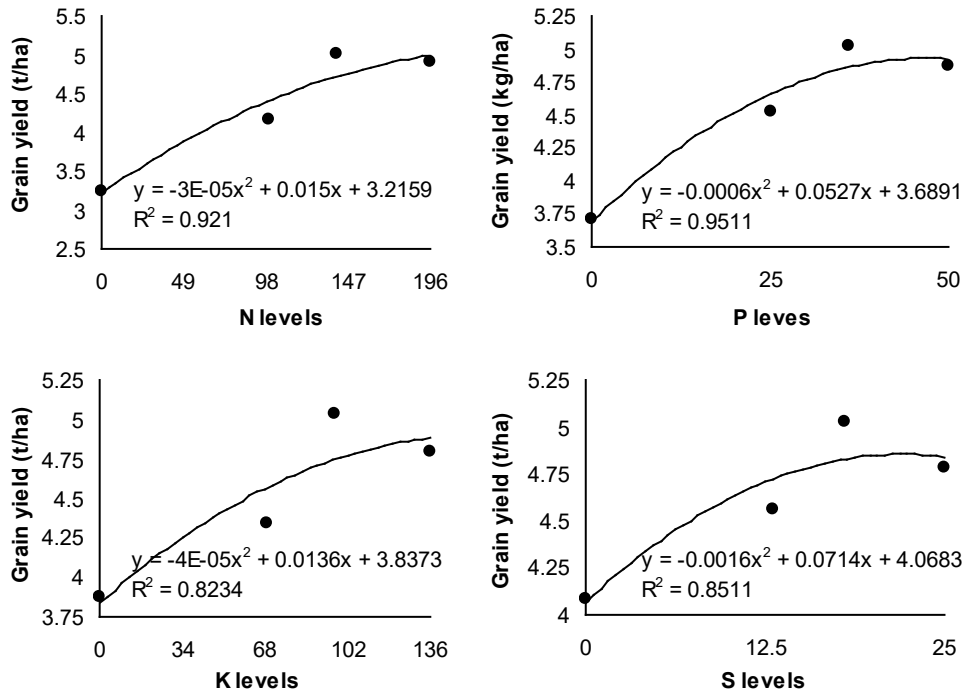 Grain yield (t/ha)
5.5
5
4.5
4
3.5
3
2.5
y = -3E-05x² + 0.015x + 3.2159
R² = 0.921
0 49 98 147 196
N levels
Grain yield (kg/ha)
5.25
5
4.75
4.5
4.25
4
3.75
3.5
y = -0.0006x² + 0.0527x + 3.6891
R² = 0.9511
0 25 50
P leves
Grain yield (t/ha)
5.25
5
4.75
4.5
4.25
4
3.75
y = -4E-05x² + 0.0136x + 3.8373
R² = 0.8234
0 34 68 102 136
K levels
Grain yield (t/ha)
5.25
5
4.75
4.5
4.25
4
y = -0.0016x² + 0.0714x + 4.0683
R² = 0.8511
0 12.5 25
S levels